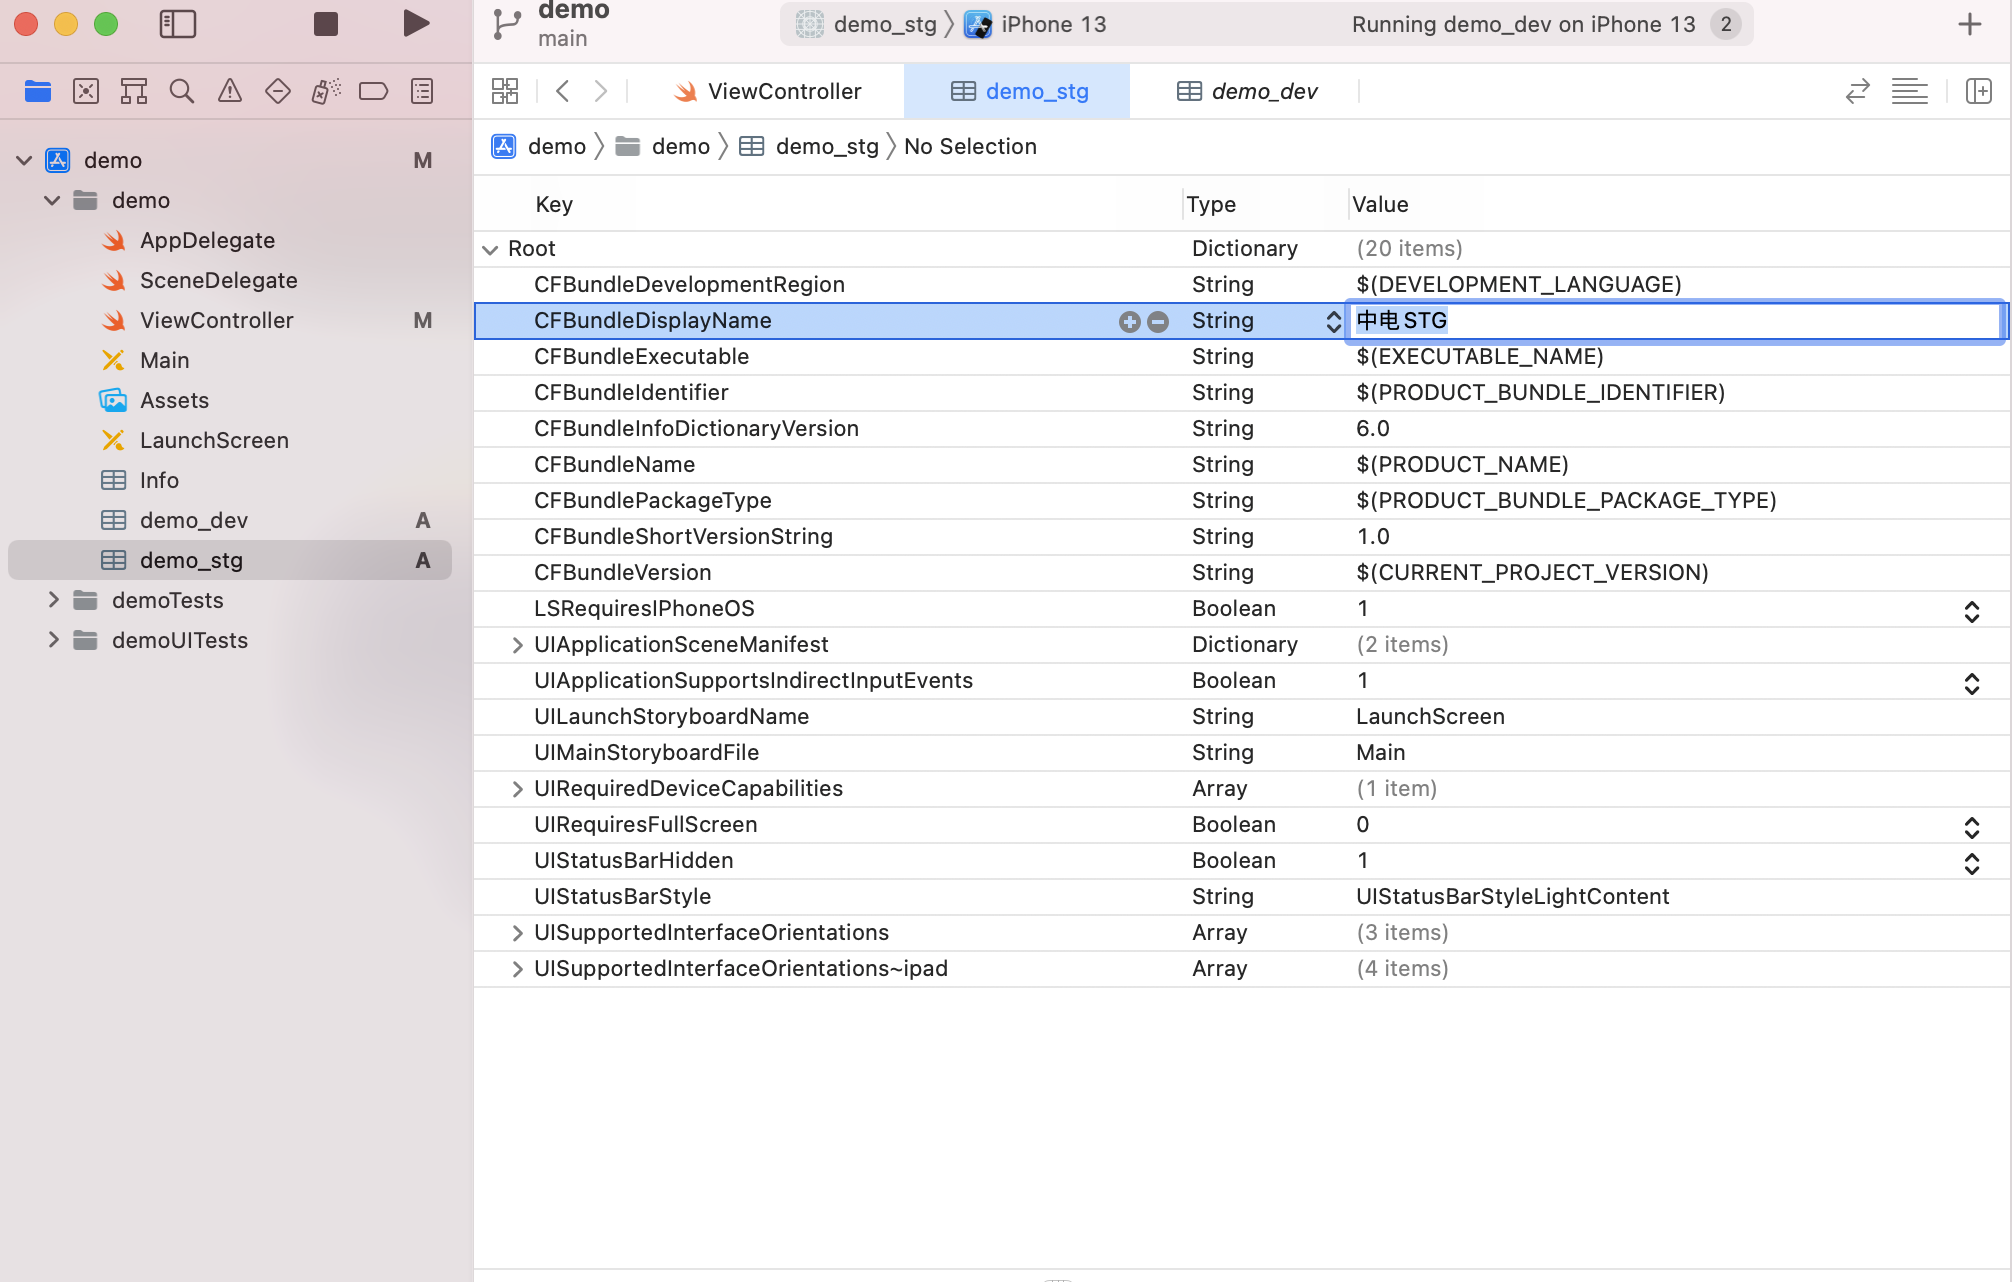 demo
main
demo_stg iPhone 13 Running demo_dev on iPhone 13 2
ViewController demo_stg demo_dev
demo demo demo_stg No Selection
demo M
demo
AppDelegate
SceneDelegate
ViewController M
Main
Assets
LaunchScreen
Info
demo_dev A
demo_stg A
demoTests
demoUITests
Key Type Value
Root Dictionary (20 items)
CFBundleDevelopmentRegion String $(DEVELOPMENT_LANGUAGE)
CFBundleDisplayName String 中电 STG
CFBundleExecutable String $(EXECUTABLE_NAME)
CFBundleIdentifier String $(PRODUCT_BUNDLE_IDENTIFIER)
CFBundleInfoDictionaryVersion String 6.0
CFBundleName String $(PRODUCT_NAME)
CFBundlePackageType String $(PRODUCT_BUNDLE_PACKAGE_TYPE)
CFBundleShortVersionString String 1.0
CFBundleVersion String $(CURRENT_PROJECT_VERSION)
LSRequiresIPhoneOS Boolean 1
UIApplicationSceneManifest Dictionary (2 items)
UIApplicationSupportsIndirectInputEvents Boolean 1
UILaunchStoryboardName String LaunchScreen
UIMainStoryboardFile String Main
UIRequiredDeviceCapabilities Array (1 item)
UIRequiresFullScreen Boolean 0
UIStatusBarHidden Boolean 1
UIStatusBarStyle String UIStatusBarStyleLightContent
UISupportedInterfaceOrientations Array (3 items)
UISupportedInterfaceOrientations~ipad Array (4 items)